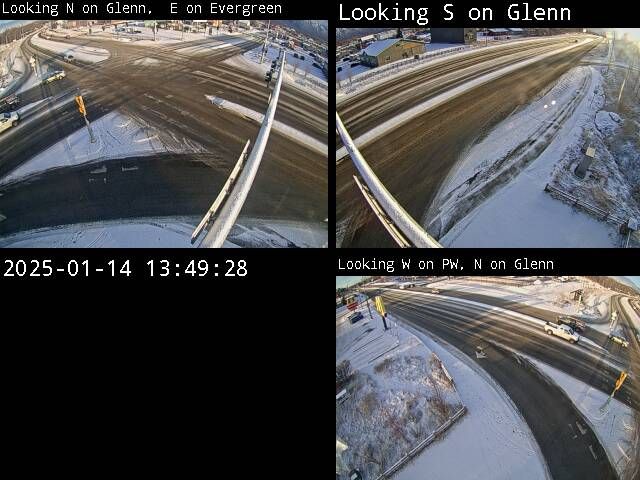 Looking N on Glenn,  E on Evergreen
Looking S on Glenn
2025-01-14 13:49:28
Looking W on PW, N on Glenn